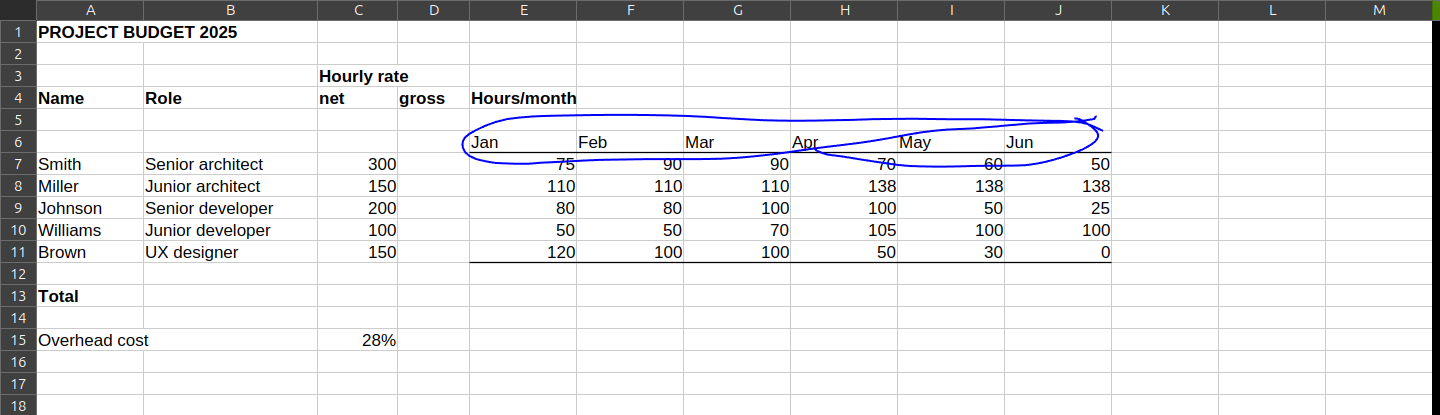 A B C D E F G H I J K L M
1 PROJECT BUDGET 2025
2
3 Hourly rate
4 Name Role net gross Hours/month
5
6 Jan Feb Mar Apr May Jun
7 Smith Senior architect 300 75 90 90 70 60 50
8 Miller Junior architect 150 110 110 110 138 138 138
9 Johnson Senior developer 200 80 80 100 100 50 25
10 Williams Junior developer 100 50 50 70 105 100 100
11 Brown UX designer 150 120 100 100 50 30 0
12
13 Total
14
15 Overhead cost 28%
16
17
18